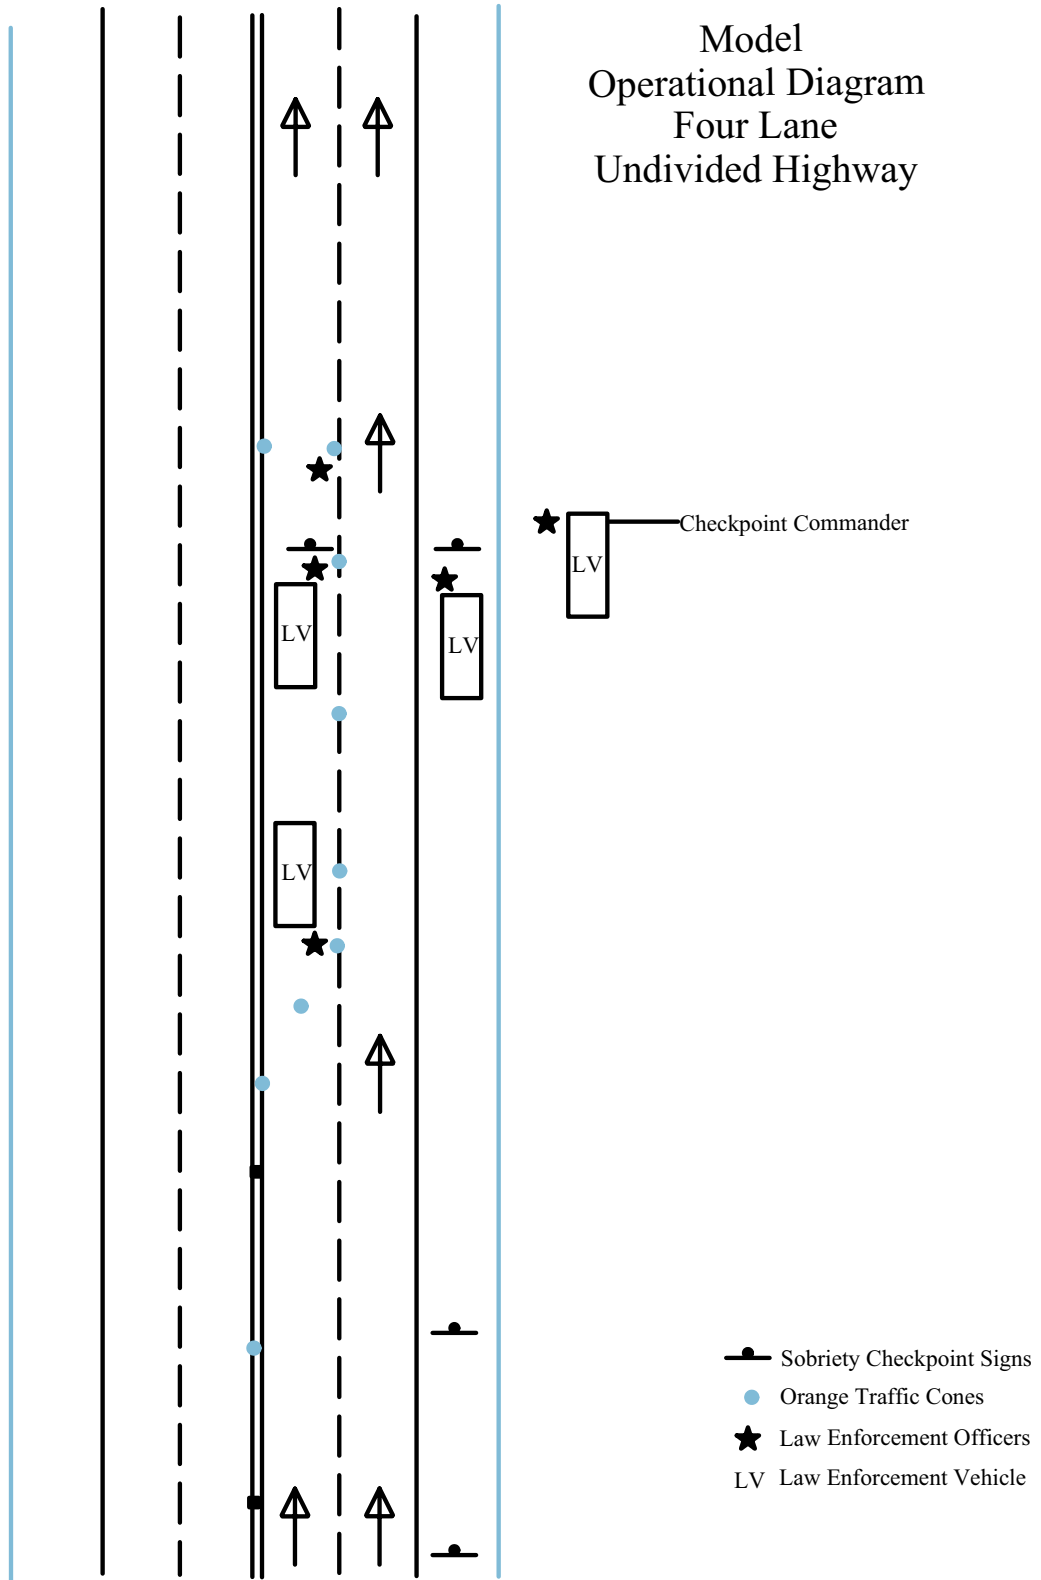 Model
Operational Diagram
Four Lane
Undivided Highway
Checkpoint Commander
LV
LV
LV
LV
Sobriety Checkpoint Signs
Orange Traffic Cones
Law Enforcement Officers
LV Law Enforcement Vehicle